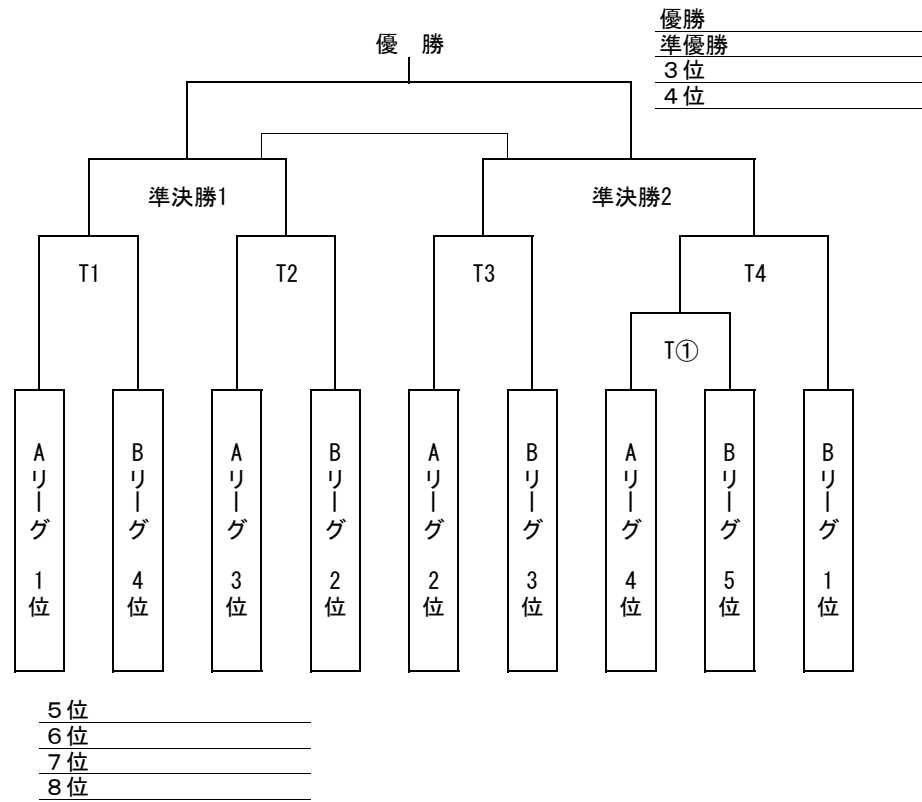 優勝
準優勝
３位
４位
優　勝
準決勝1
準決勝2
T1
T2
T3
T4
T①
Aリーグ　1位
Bリーグ　4位
Aリーグ　3位
Bリーグ　2位
Aリーグ　2位
Bリーグ　3位
Aリーグ　4位
Bリーグ　5位
Bリーグ　1位
５位
６位
７位
８位